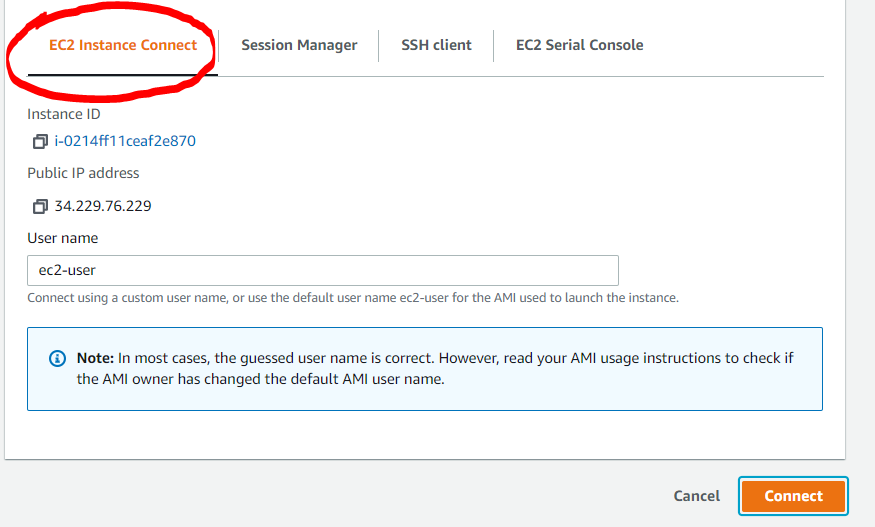 EC2 Instance Connect Session Manager SSH client EC2 Serial Console
Instance ID
i-0214ff11ceaf2e870
Public IP address
34.229.76.229
User name
ec2-user
Connect using a custom user name, or use the default user name ec2-user for the AMI used to launch the instance.
Note: In most cases, the guessed user name is correct. However, read your AMI usage instructions to check if
the AMI owner has changed the default AMI user name.
Cancel Connect